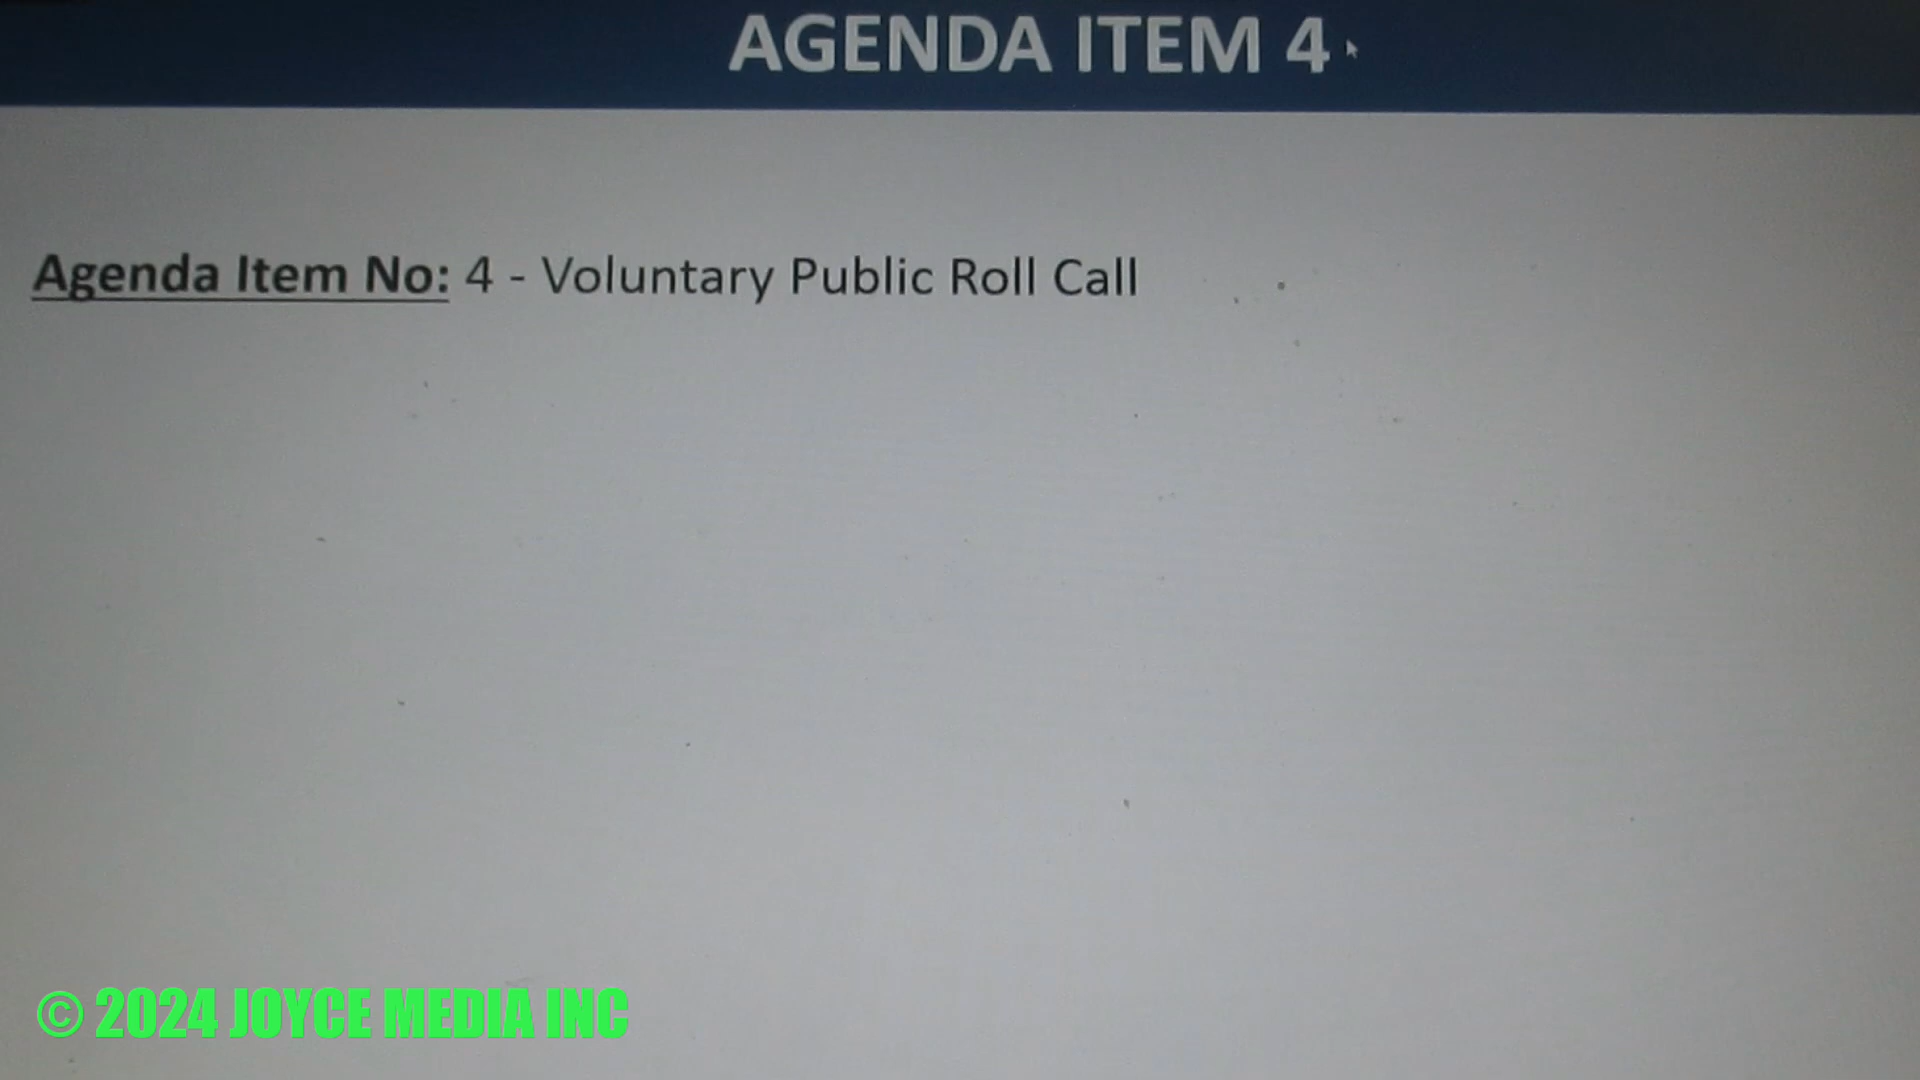 AGENDA ITEM 4
Agenda Item No: 4 - Voluntary Public Roll Call
© 2024 JOYCE MEDIA INC